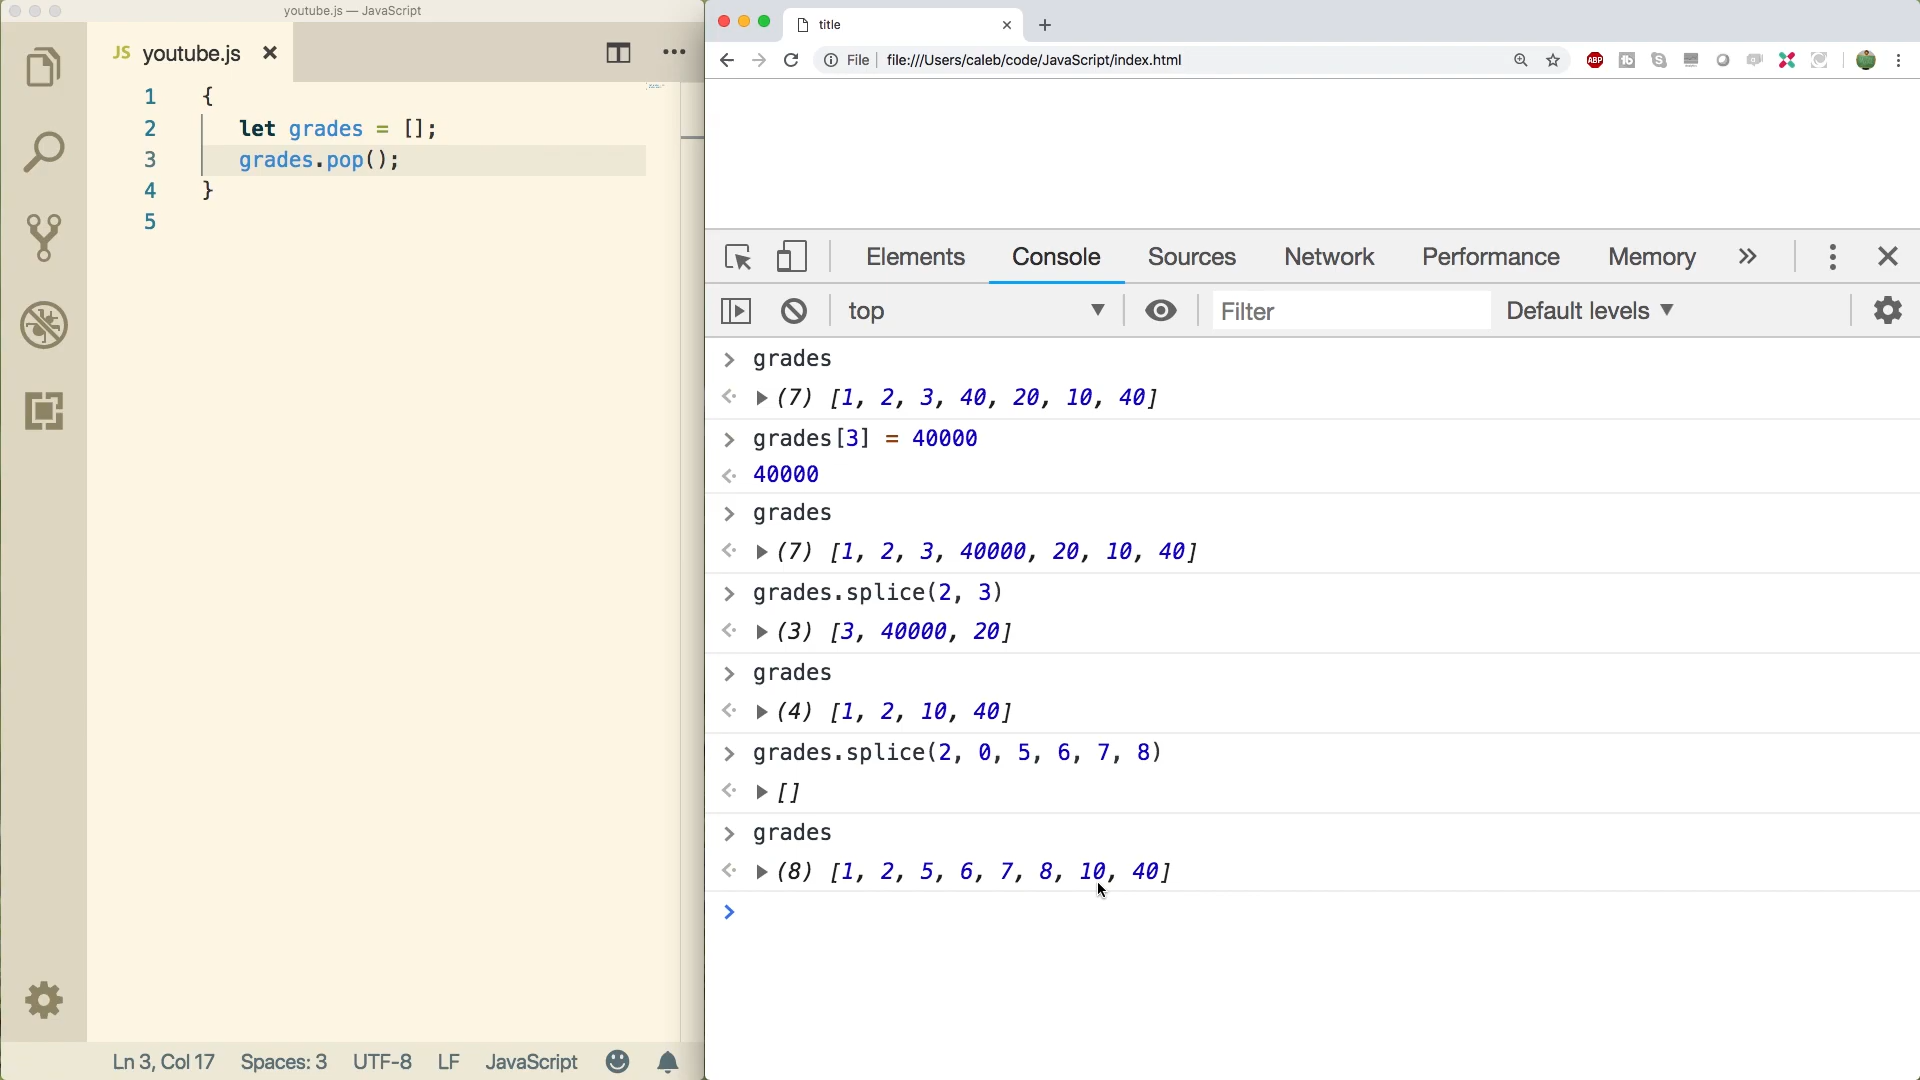 youtube.js — JavaScript
JS youtube.js
1 {
2 let grades = [];
3 grades.pop();
4 }
5
Ln 3, Col 17 Spaces: 3 UTF-8 LF JavaScript
title
File file:///Users/caleb/code/JavaScript/index.html
ABP
Elements Console Sources Network Performance Memory
top Filter Default levels
grades
(7) [1, 2, 3, 40, 20, 10, 40]
grades[3] = 40000
40000
grades
(7) [1, 2, 3, 40000, 20, 10, 40]
grades.splice(2, 3)
(3) [3, 40000, 20]
grades
(4) [1, 2, 10, 40]
grades.splice(2, 0, 5, 6, 7, 8)
[]
grades
(8) [1, 2, 5, 6, 7, 8, 10, 40]